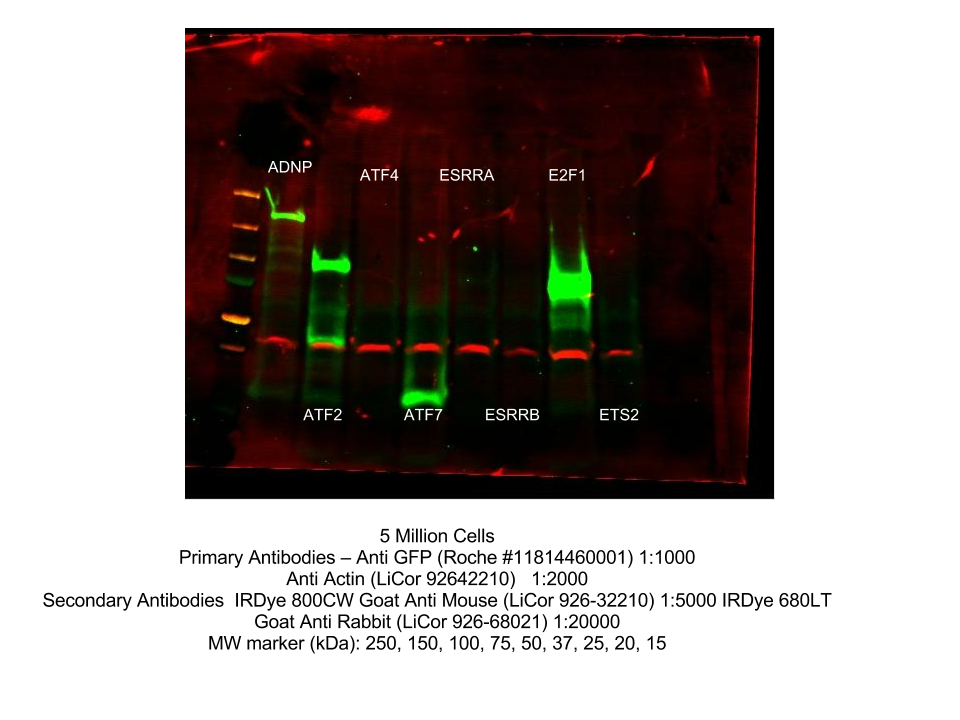 ADNP
ATF4 ESRRA E2F1
ATF2 ATF7 ESRRB ETS2
5 Million Cells
Primary Antibodies – Anti GFP (Roche #11814460001) 1:1000
Anti Actin (LiCor 92642210) 1:2000
Secondary Antibodies IRDye 800CW Goat Anti Mouse (LiCor 926-32210) 1:5000 IRDye 680LT
Goat Anti Rabbit (LiCor 926-68021) 1:20000
MW marker (kDa): 250, 150, 100, 75, 50, 37, 25, 20, 15